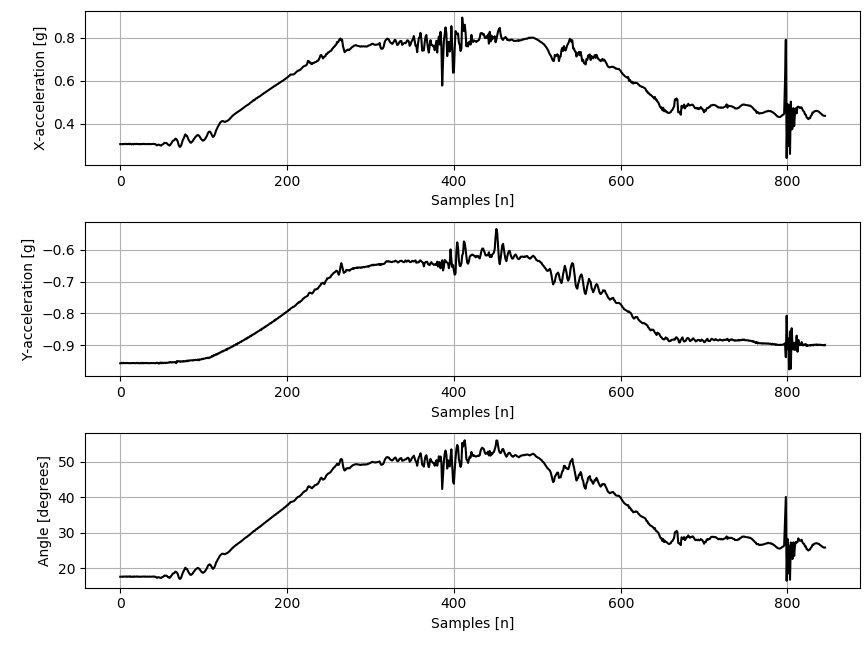 X-acceleration [g]
0.8
0.6
0.4
0 200 400 600 800
Samples [n]
Y-acceleration [g]
−0.6
−0.7
−0.8
−0.9
0 200 400 600 800
Samples [n]
Angle [degrees]
50
40
30
20
0 200 400 600 800
Samples [n]